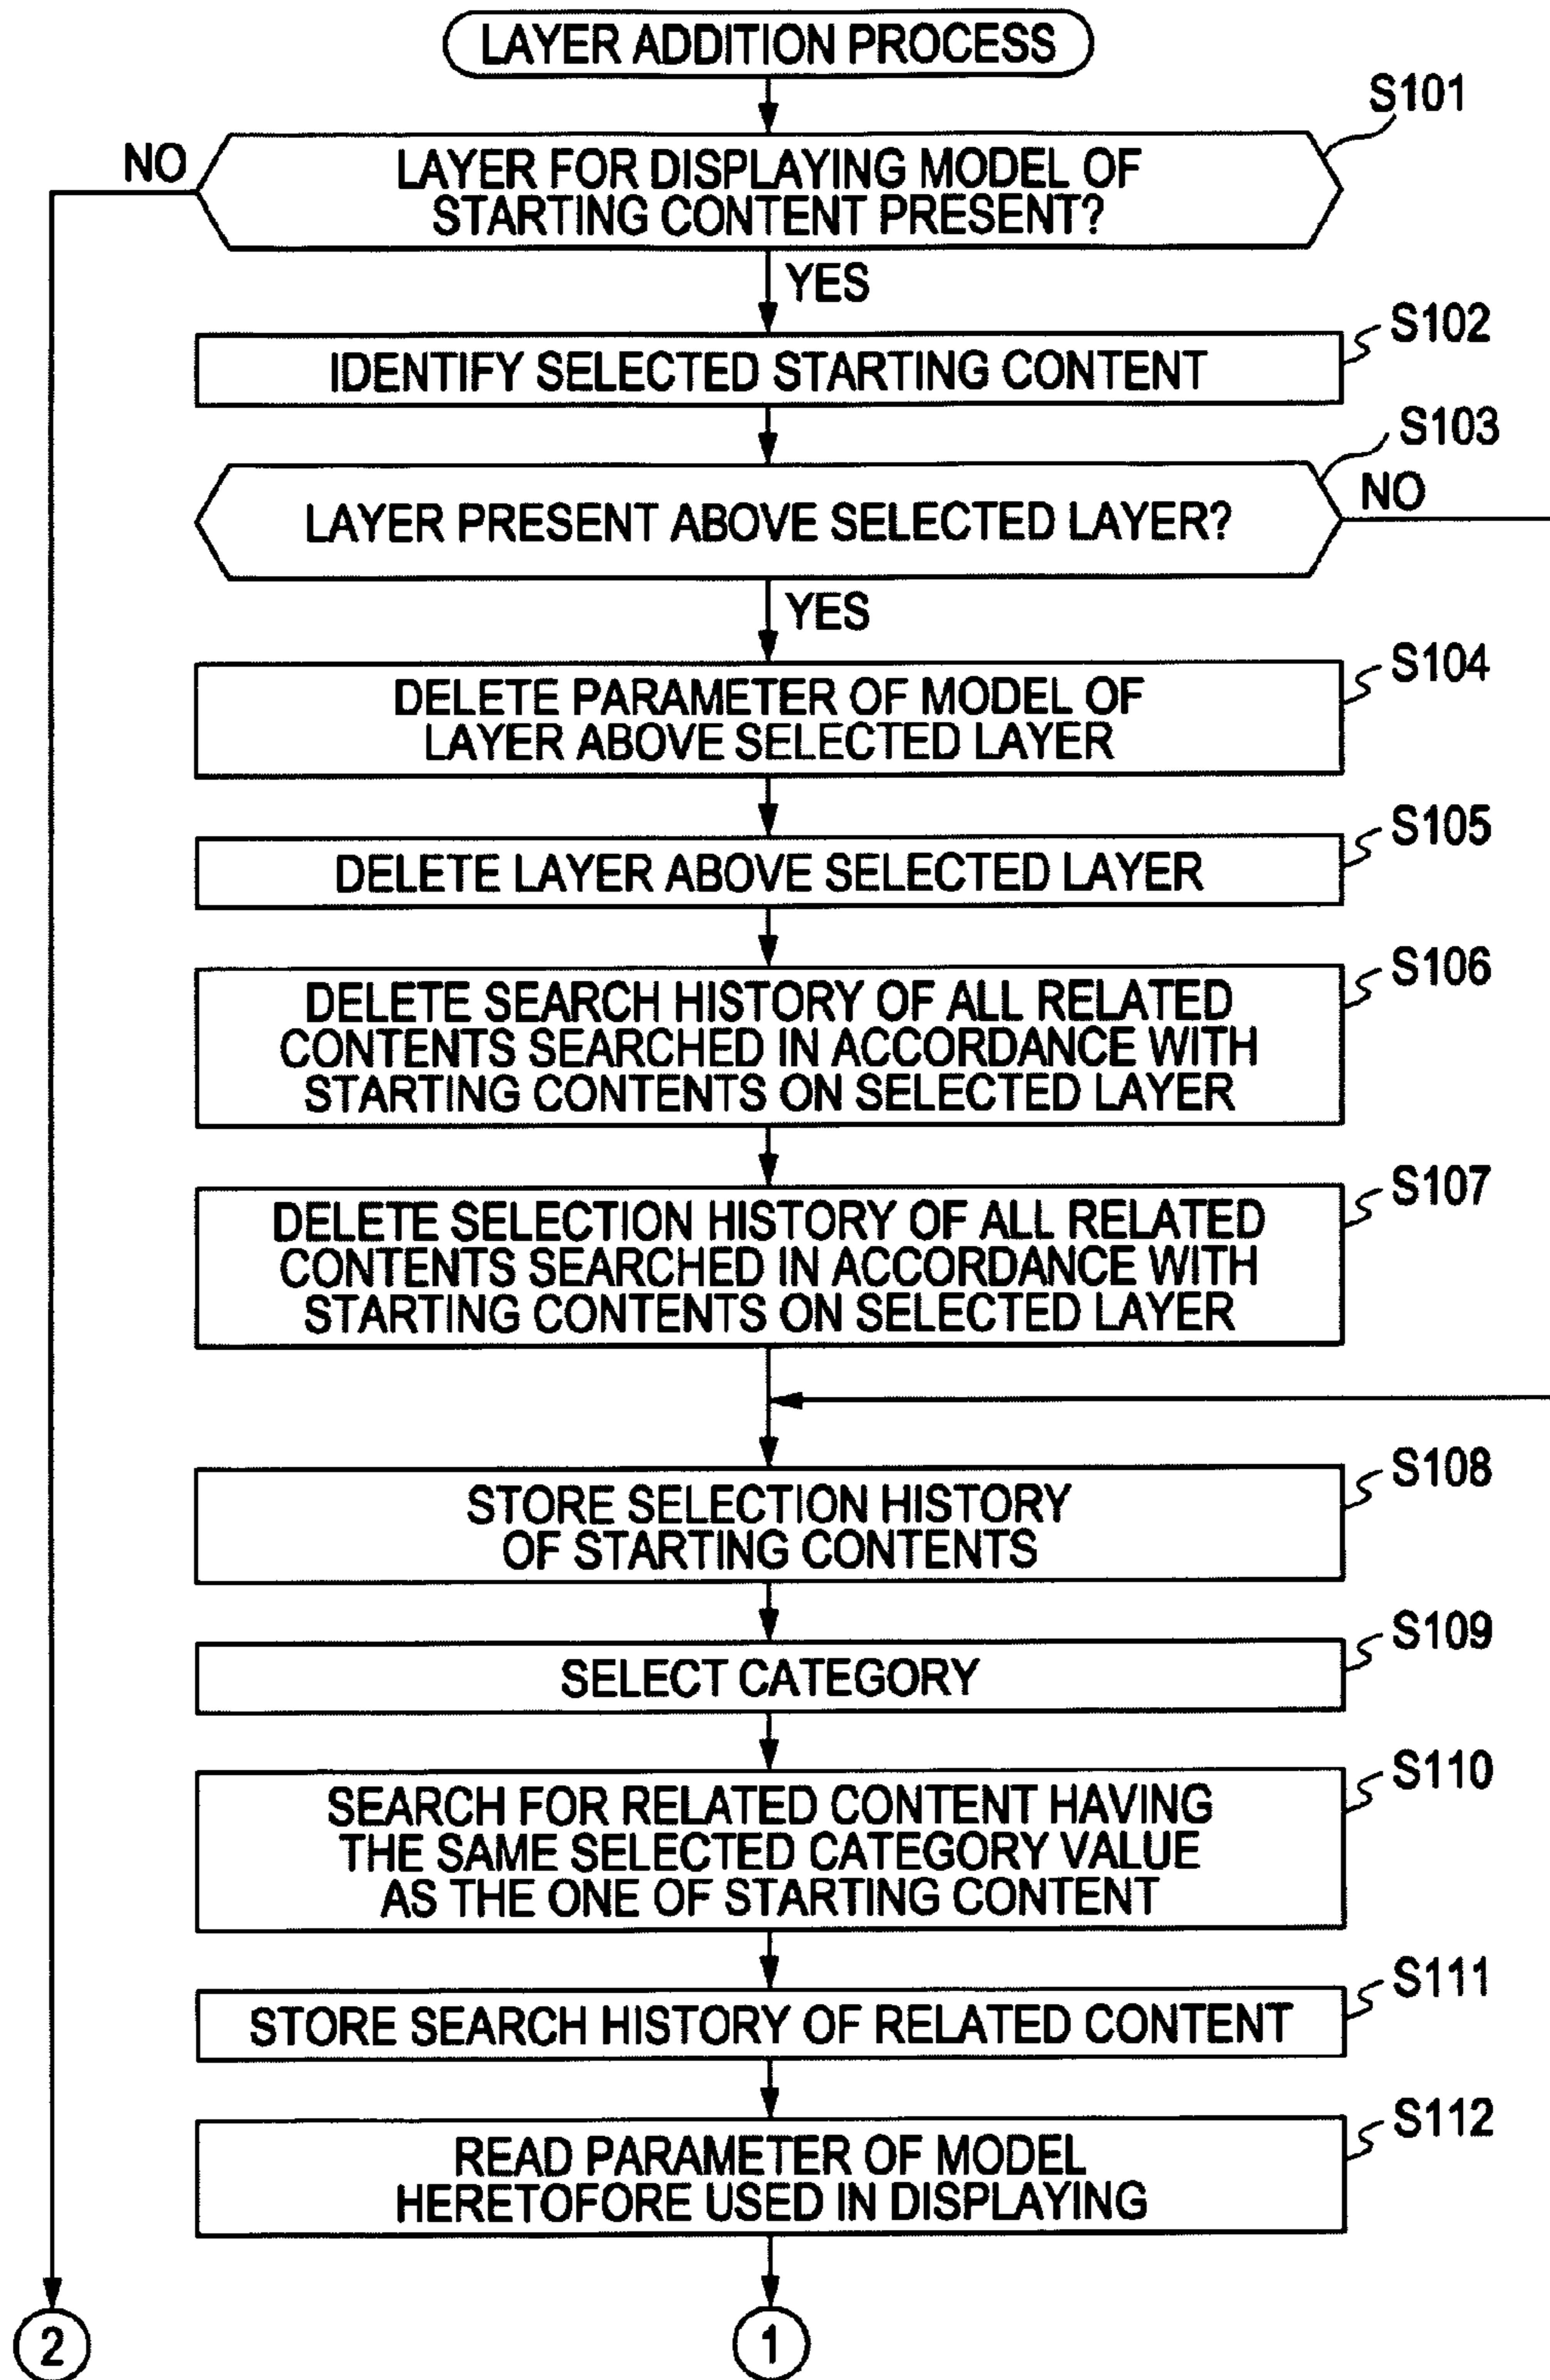 LAYER ADDITION PROCESS
S101
NO
LAYER FOR DISPLAYING MODEL OF
STARTING CONTENT PRESENT?
YES
S102
IDENTIFY SELECTED STARTING CONTENT
S103
LAYER PRESENT ABOVE SELECTED LAYER?
NO
YES
S104
DELETE PARAMETER OF MODEL OF
LAYER ABOVE SELECTED LAYER
S105
DELETE LAYER ABOVE SELECTED LAYER
S106
DELETE SEARCH HISTORY OF ALL RELATED
CONTENTS SEARCHED IN ACCORDANCE WITH
STARTING CONTENTS ON SELECTED LAYER
S107
DELETE SELECTION HISTORY OF ALL RELATED
CONTENTS SEARCHED IN ACCORDANCE WITH
STARTING CONTENTS ON SELECTED LAYER
S108
STORE SELECTION HISTORY
OF STARTING CONTENTS
S109
SELECT CATEGORY
S110
SEARCH FOR RELATED CONTENT HAVING
THE SAME SELECTED CATEGORY VALUE
AS THE ONE OF STARTING CONTENT
S111
STORE SEARCH HISTORY OF RELATED CONTENT
S112
READ PARAMETER OF MODEL
HERETOFORE USED IN DISPLAYING
2
1